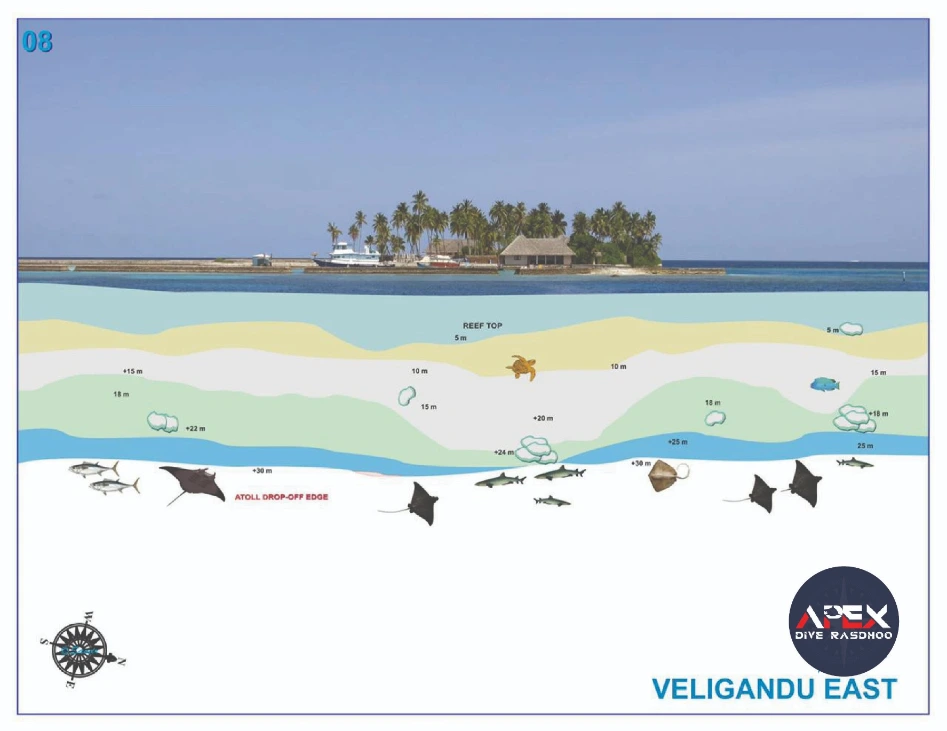 08
REEF TOP
5 m
5 m
+15 m
10 m
10 m
15 m
18 m
15 m
18 m
+18 m
+20 m
+22 m
+24 m
+25 m
25 m
+30 m
+30 m
ATOLL DROP-OFF EDGE
W
S
N
E
APEX
DIVE RASDHOO
VELIGANDU EAST